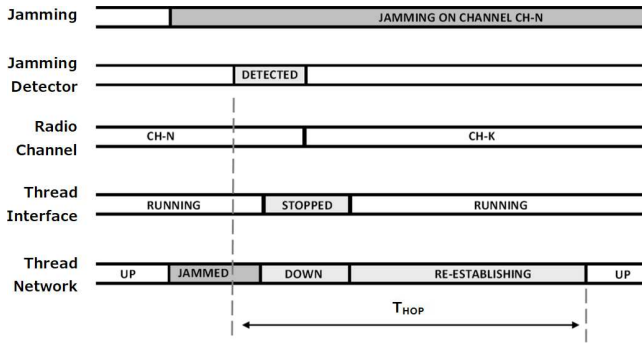 Jamming
JAMMING ON CHANNEL CH-N
Jamming
Detector
DETECTED
Radio
Channel
CH-N
CH-K
Thread
Interface
RUNNING
STOPPED
RUNNING
Thread
Network
UP
JAMMED
DOWN
RE-ESTABLISHING
UP
THOP